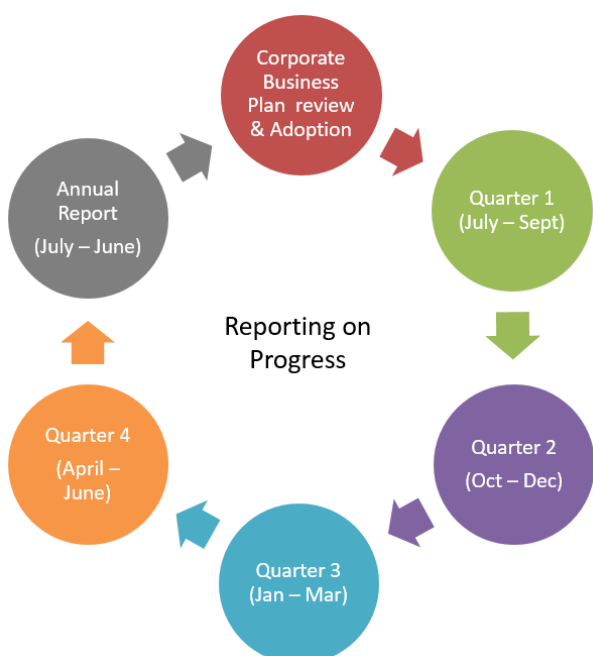 Corporate
Business
Plan review
& Adoption
Quarter 1
(July – Sept)
Quarter 2
(Oct – Dec)
Quarter 3
(Jan – Mar)
Quarter 4
(April –
June)
Annual
Report
(July – June)
Reporting on
Progress